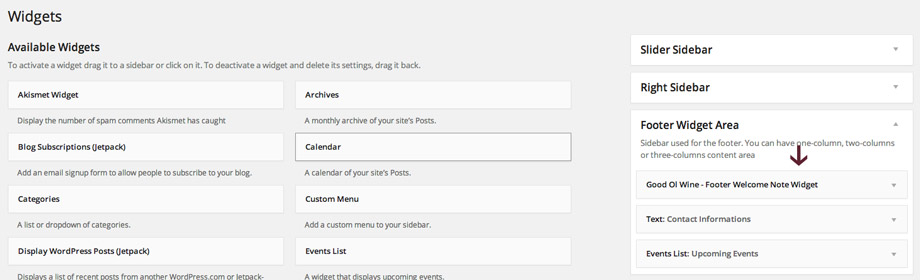 Widgets
Available Widgets
To activate a widget drag it to a sidebar or click on it. To deactivate a widget and delete its settings, drag it back.
Akismet Widget
Display the number of spam comments Akismet has caught
Archives
A monthly archive of your site's Posts.
Blog Subscriptions (Jetpack)
Add an email signup form to allow people to subscribe to your blog.
Calendar
A calendar of your site's Posts.
Categories
A list or dropdown of categories.
Custom Menu
Add a custom menu to your sidebar.
Display WordPress Posts (Jetpack)
Displays a list of recent posts from another WordPress.com or Jetpack-
Events List
A widget that displays upcoming events.
Slider Sidebar
Right Sidebar
Footer Widget Area
Sidebar used for the footer. You can have one-column, two-columns
or three-columns content area
Good Ol Wine - Footer Welcome Note Widget
Text: Contact Informations
Events List: Upcoming Events